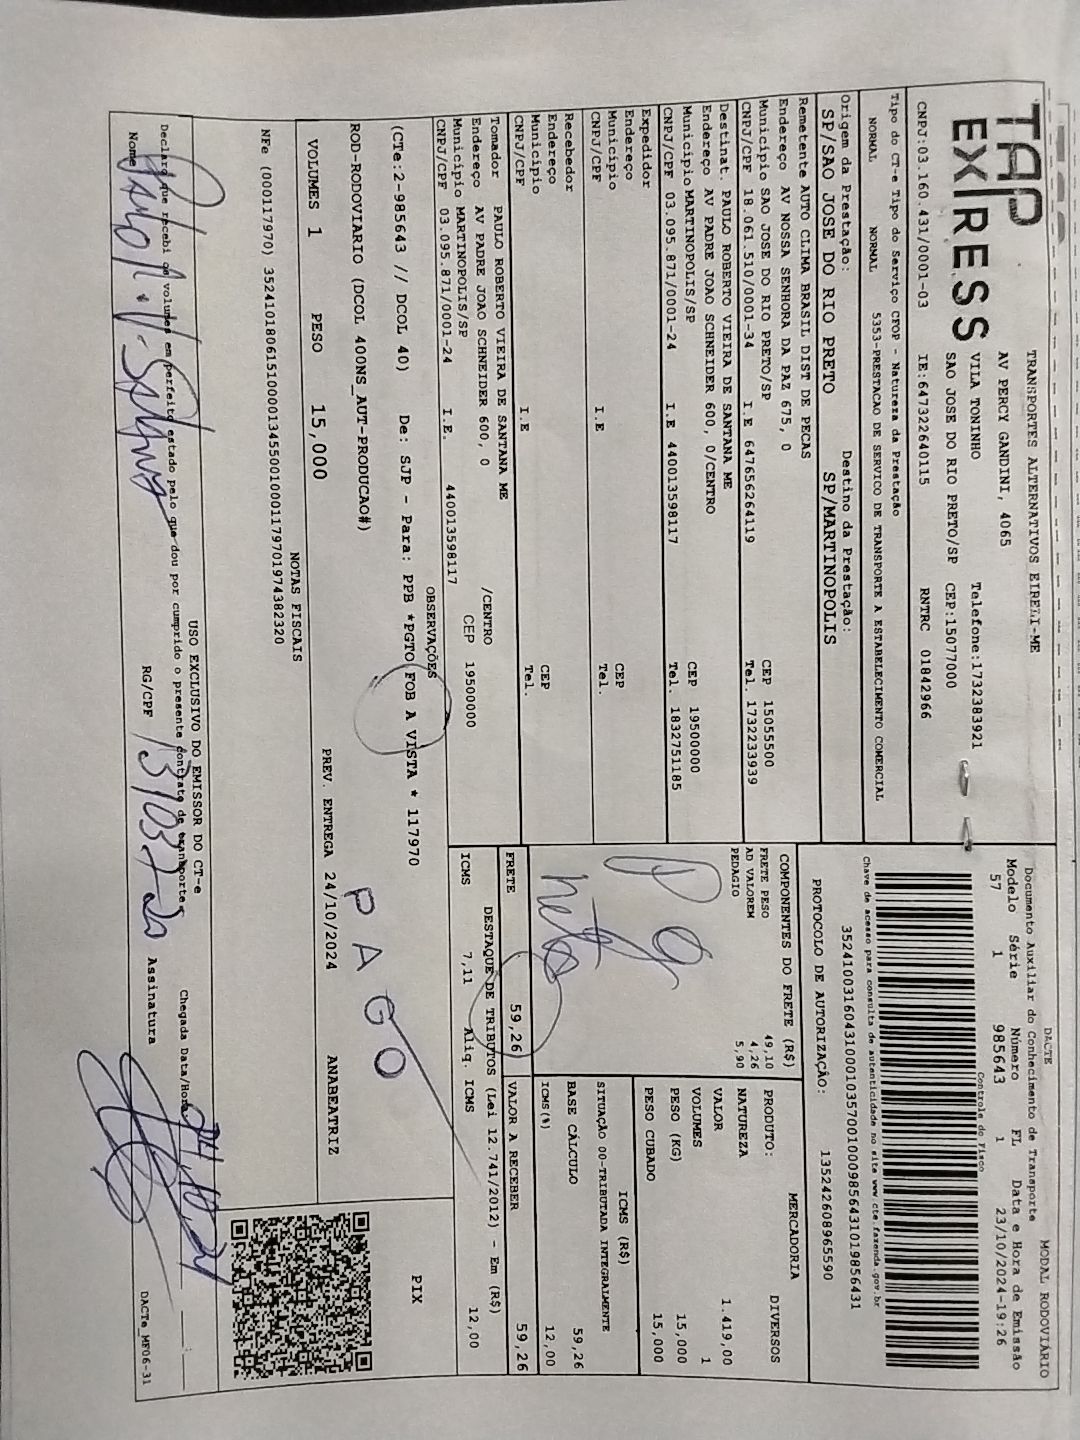 TAP
EXPRESS
TRANSPORTES ALTERNATIVOS EIRELI-ME
AV PERCY GANDINI, 4065
VILA TONINHO Telefone:1732383921
SAO JOSE DO RIO PRETO/SP CEP:15077000
CNPJ:03.160.431/0001-03 IE:647322640115 RNTRC 01842966
Tipo do CT-e Tipo do Serviço CFOP - Natureza da Prestação
NORMAL NORMAL 5353-PRESTACAO DE SERVICO DE TRANSPORTE A ESTABELECIMENTO COMERCIAL
Origem da Prestação: Destino da Prestação:
SP/SAO JOSE DO RIO PRETO SP/MARTINOPOLIS
DACTE MODAL RODOVIÁRIO
Documento Auxiliar do Conhecimento de Transporte
Modelo Série Número FL Data e Hora de Emissão
57 1 985643 1 23/10/2024-19:26
Controle do Fisco
Chave de acesso para consulta de autenticidade no site www.cte.fazenda.gov.br
35241003160431000103570010009856431019856431
PROTOCOLO DE AUTORIZAÇÃO: 135242608965590
Remetente AUTO CLIMA BRASIL DIST DE PECAS
Endereço AV NOSSA SENHORA DA PAZ 675, 0
Município SAO JOSE DO RIO PRETO/SP CEP 15055500
CNPJ/CPF 18.061.510/0001-34 I.E 647656264119 Tel. 1732233939
Destinat. PAULO ROBERTO VIEIRA DE SANTANA ME
Endereço AV PADRE JOAO SCHNEIDER 600, 0/CENTRO
Município MARTINOPOLIS/SP CEP 19500000
CNPJ/CPF 03.095.871/0001-24 I.E 440013598117 Tel. 1832751185
Expedidor
Endereço
Município CEP
CNPJ/CPF I.E Tel.
Recebedor
Endereço
Município CEP
CNPJ/CPF I.E Tel.
Tomador PAULO ROBERTO VIEIRA DE SANTANA ME
Endereço AV PADRE JOAO SCHNEIDER 600, 0 /CENTRO
Município MARTINOPOLIS/SP CEP 19500000
CNPJ/CPF 03.095.871/0001-24 I.E. 440013598117
COMPONENTES DO FRETE (R$)
FRETE PESO 49,10
AD VALOREM 4,26
PEDAGIO 5,90
MERCADORIA
PRODUTO: DIVERSOS
NATUREZA
VALOR 1.419,00
VOLUMES 1
PESO (KG) 15,000
PESO CUBADO 15,000
ICMS (R$)
SITUAÇÃO 00-TRIBUTADA INTEGRALMENTE
BASE CÁLCULO 59,26
ICMS(%) 12,00
FRETE 59,26 VALOR A RECEBER 59,26
DESTAQUE DE TRIBUTOS (Lei 12.741/2012) - Em (R$)
ICMS 7,11 Aliq. ICMS 12,00
OBSERVAÇÕES
(CTe:2-985643 // DCOL 40) De: SJP - Para: PPB *PGTO FOB A VISTA * 117970
ROD-RODOVIARIO (DCOL 400NS_AUT-PRODUCAO#)
PAGO
PIX
VOLUMES 1 PESO 15,000 PREV. ENTREGA 24/10/2024 ANABEATRIZ
NOTAS FISCAIS
NFe (000117970) 35241018061510000134550010001179701974382320
USO EXCLUSIVO DO EMISSOR DO CT-e
Declaro que recebi os volumes em perfeito estado pelo que dou por cumprido o presente contrato de transporte. Chegada Data/Hora 24.10.24
Nome RG/CPF Assinatura
DACTe_MF06-31